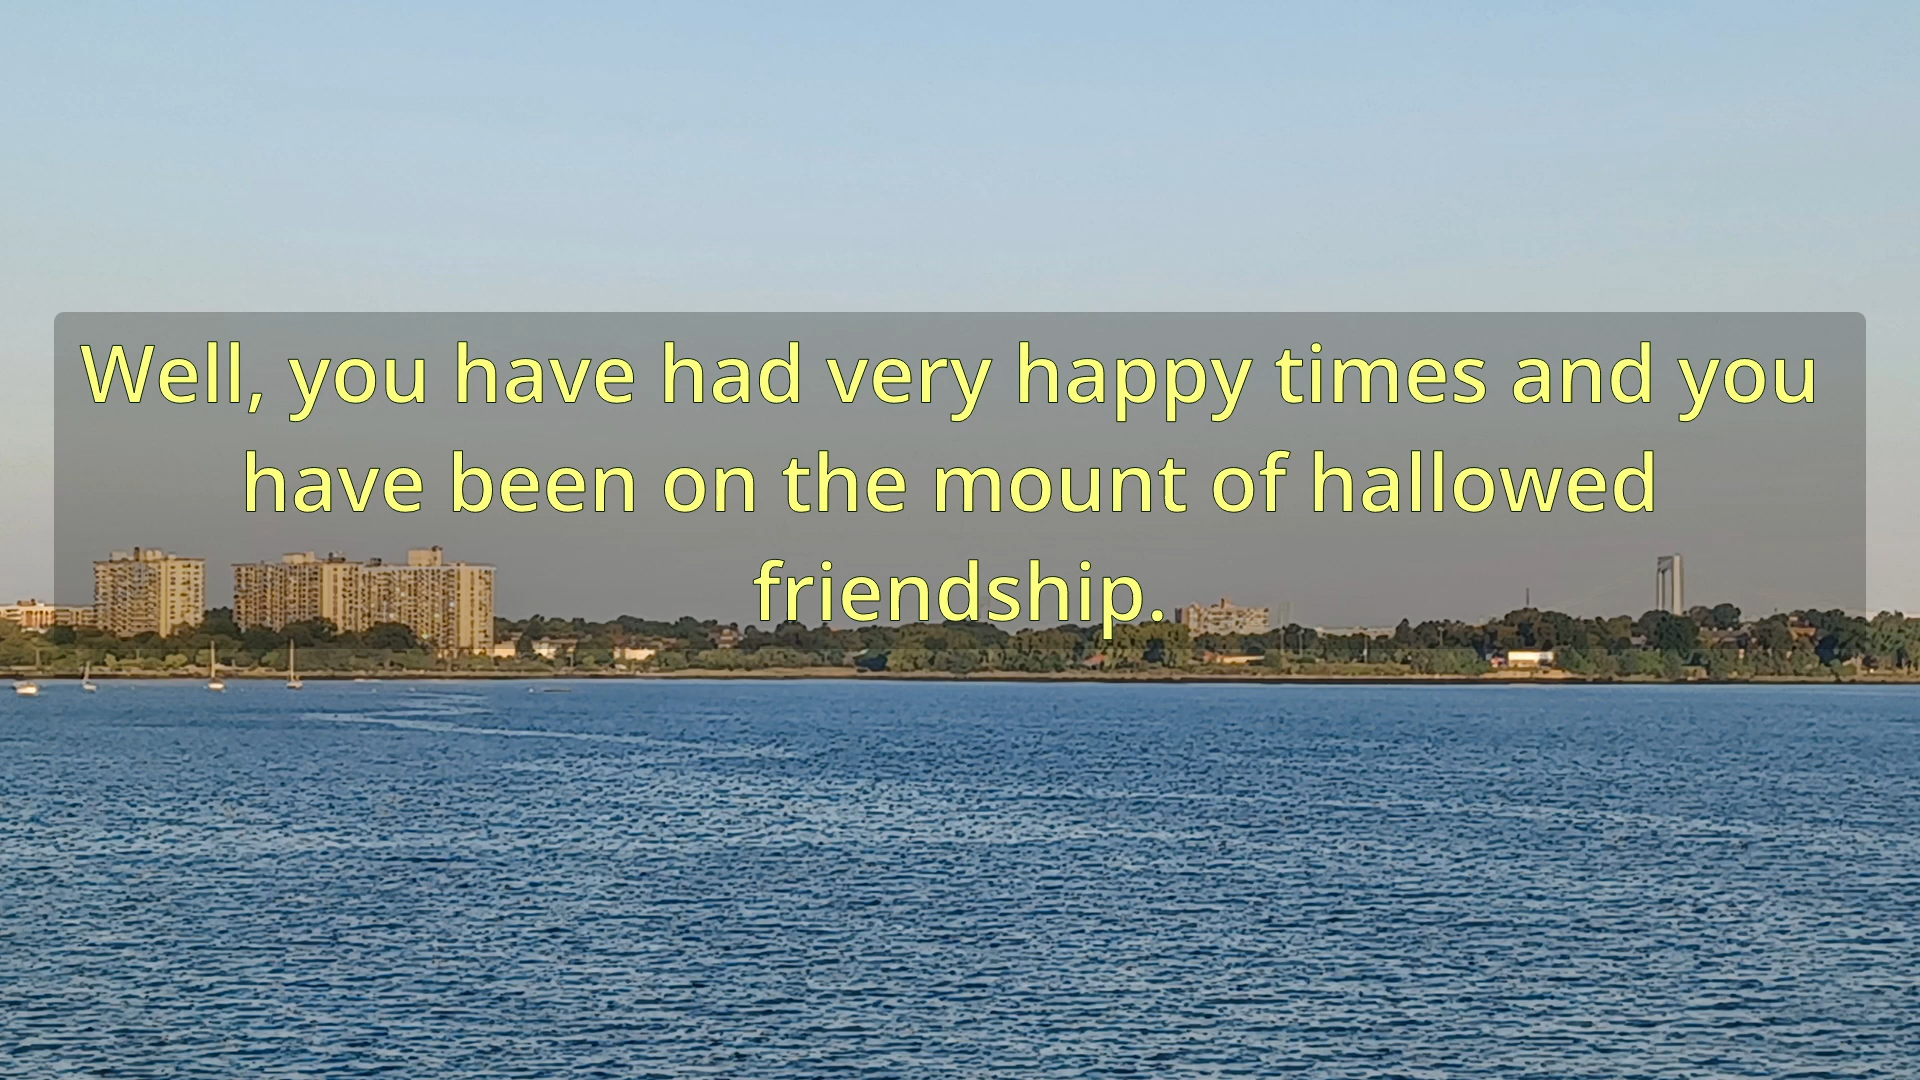 Well, you have had very happy times and you
have been on the mount of hallowed
friendship.